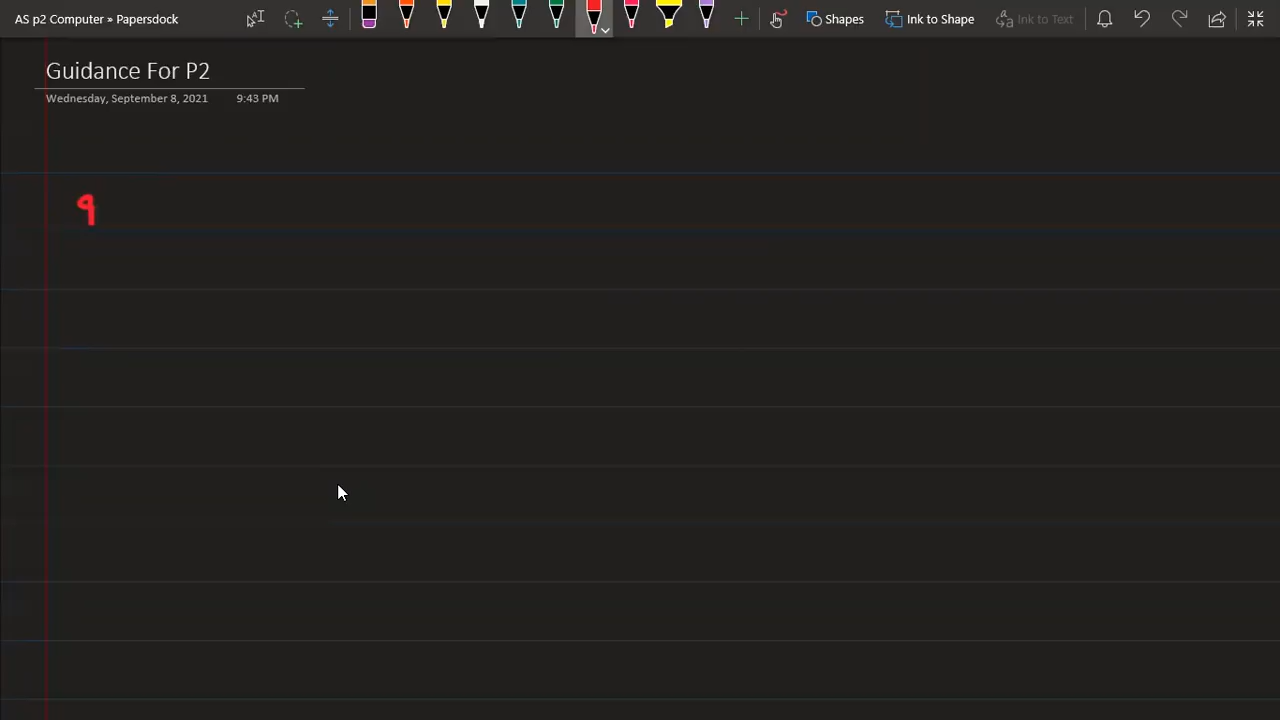 AS p2 Computer » Papersdock
Shapes
Ink to Shape
Ink to Text
Guidance For P2
Wednesday, September 8, 2021 9:43 PM
9